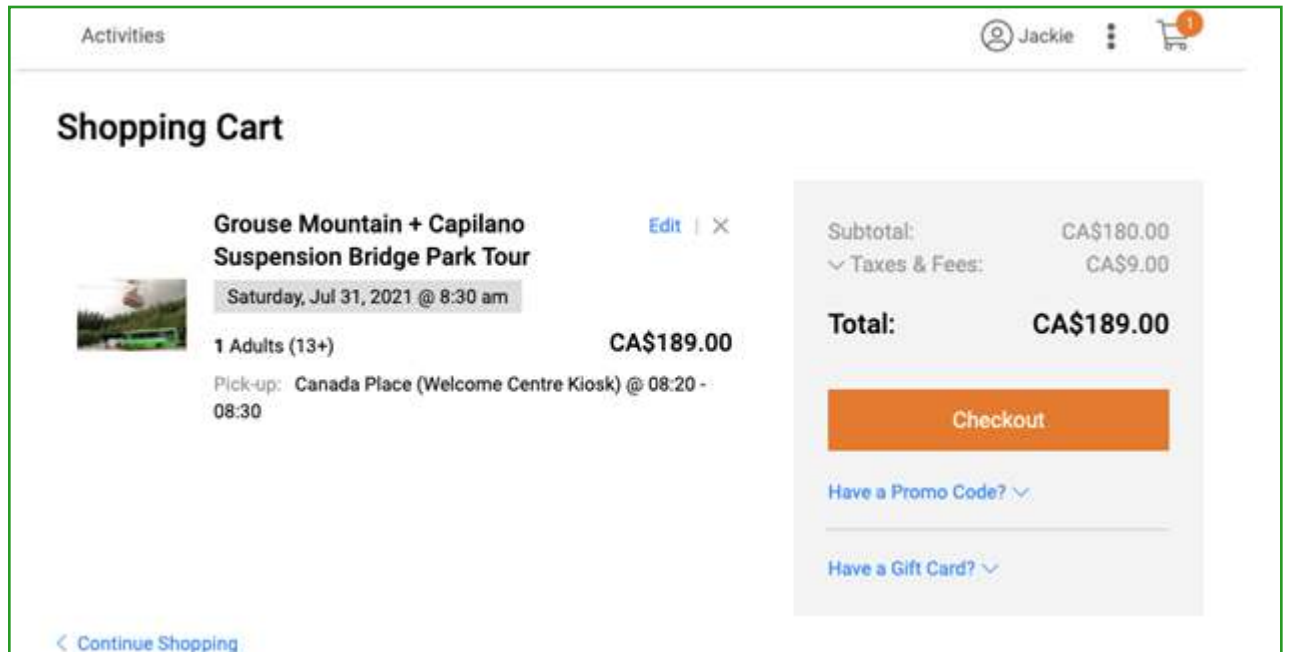 Activities
Jackie
1
Shopping Cart
Grouse Mountain + Capilano
Suspension Bridge Park Tour
Edit | ×
Saturday, Jul 31, 2021 @ 8:30 am
1 Adults (13+)
CA$189.00
Pick-up: Canada Place (Welcome Centre Kiosk) @ 08:20 -
08:30
Subtotal: CA$180.00
Taxes & Fees: CA$9.00
Total: CA$189.00
Checkout
Have a Promo Code?
Have a Gift Card?
Continue Shopping